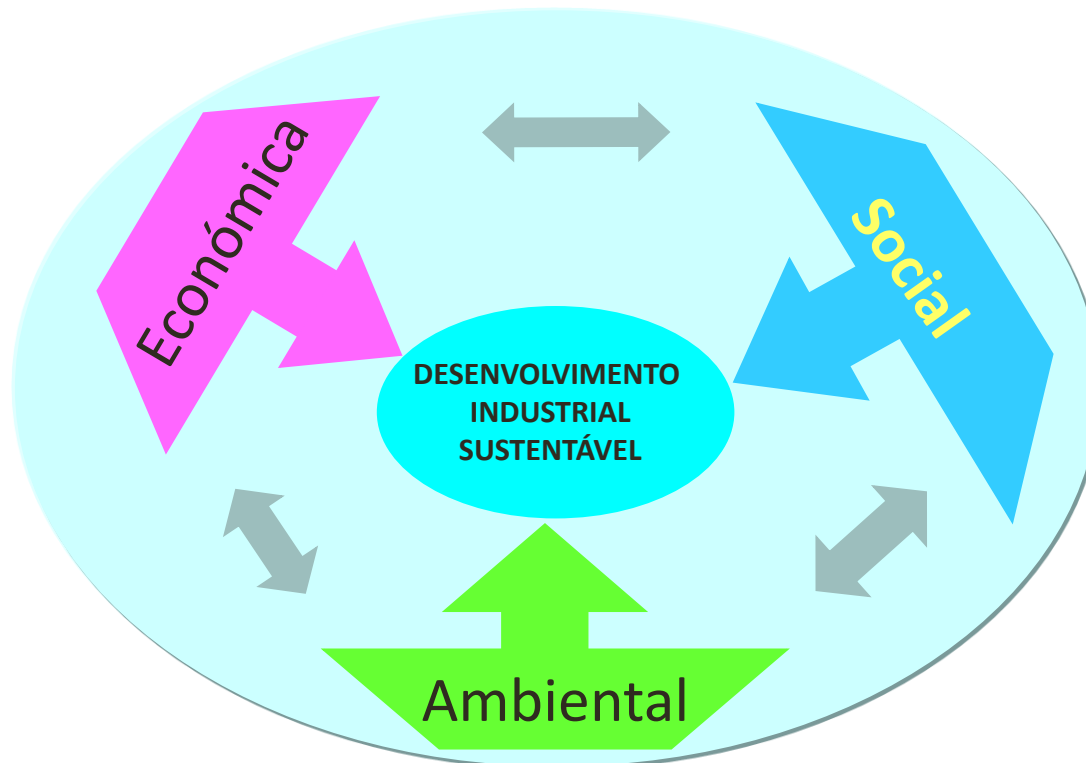 Económica
Social
DESENVOLVIMENTO
INDUSTRIAL
SUSTENTÁVEL
Ambiental